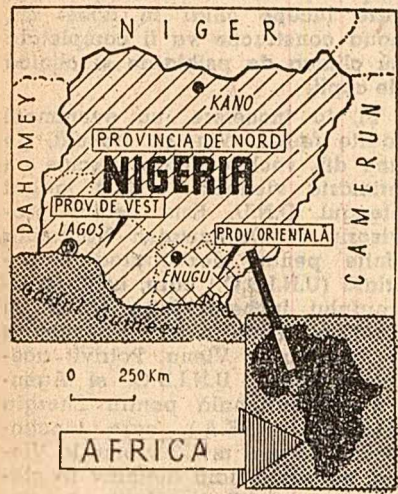 NIGER
KANO
DAHOMEY
PROVINCIA DE NORD
CAMERUN
NIGERIA
PROV. DE VEST
PROV. ORIENTALĂ
LAGOS
ENUGU
Golful Guineei
0 250 Km
AFRICA